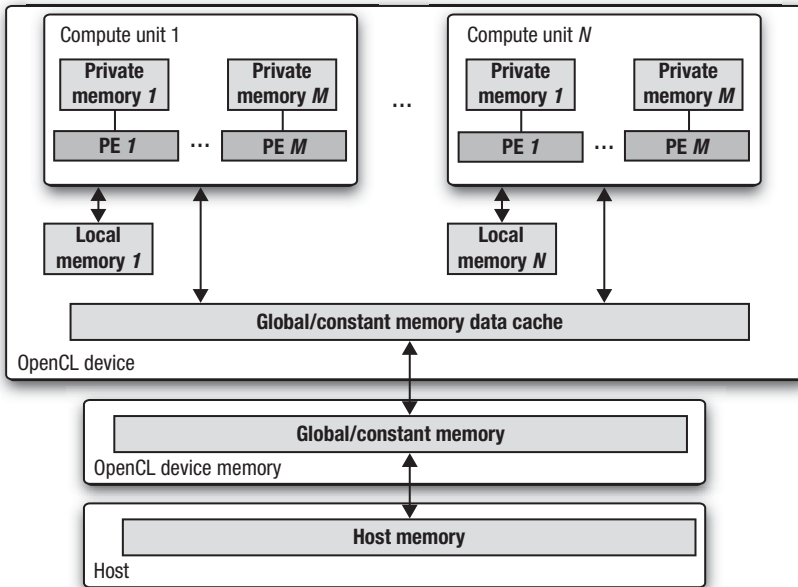 Compute unit 1
Private
memory 1
Private
memory M
PE 1
...
PE M
...
Compute unit N
Private
memory 1
Private
memory M
PE 1
...
PE M
Local
memory 1
Local
memory N
Global/constant memory data cache
OpenCL device
Global/constant memory
OpenCL device memory
Host memory
Host